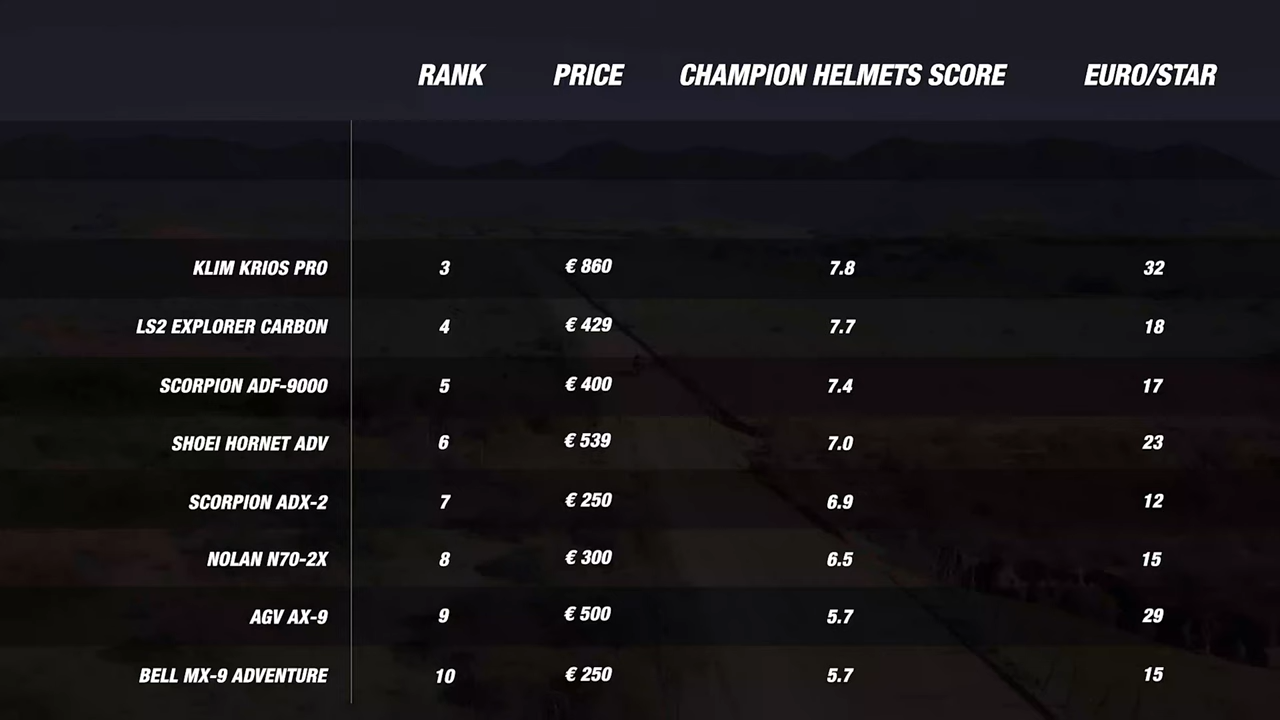 RANK PRICE CHAMPION HELMETS SCORE EURO/STAR
KLIM KRIOS PRO 3 € 860 7.8 32
LS2 EXPLORER CARBON 4 € 429 7.7 18
SCORPION ADF-9000 5 € 400 7.4 17
SHOEI HORNET ADV 6 € 539 7.0 23
SCORPION ADX-2 7 € 250 6.9 12
NOLAN N70-2X 8 € 300 6.5 15
AGV AX-9 9 € 500 5.7 29
BELL MX-9 ADVENTURE 10 € 250 5.7 15